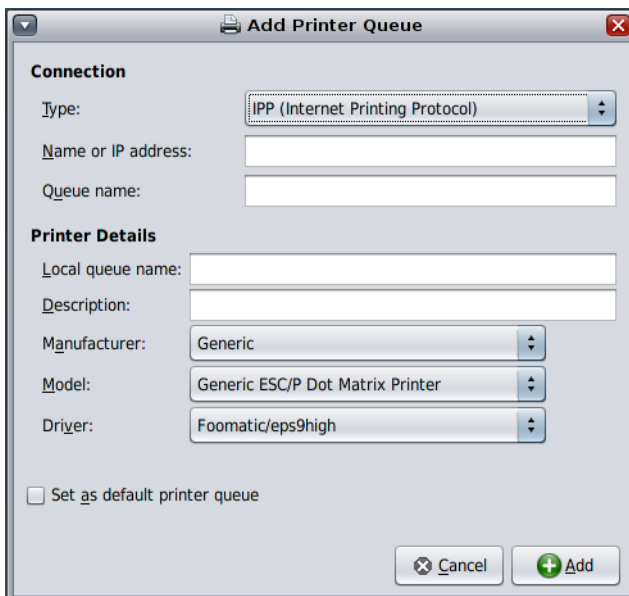 Add Printer Queue
Connection
Type: IPP (Internet Printing Protocol)
Name or IP address:
Queue name:
Printer Details
Local queue name:
Description:
Manufacturer: Generic
Model: Generic ESC/P Dot Matrix Printer
Driver: Foomatic/eps9high
Set as default printer queue
Cancel Add